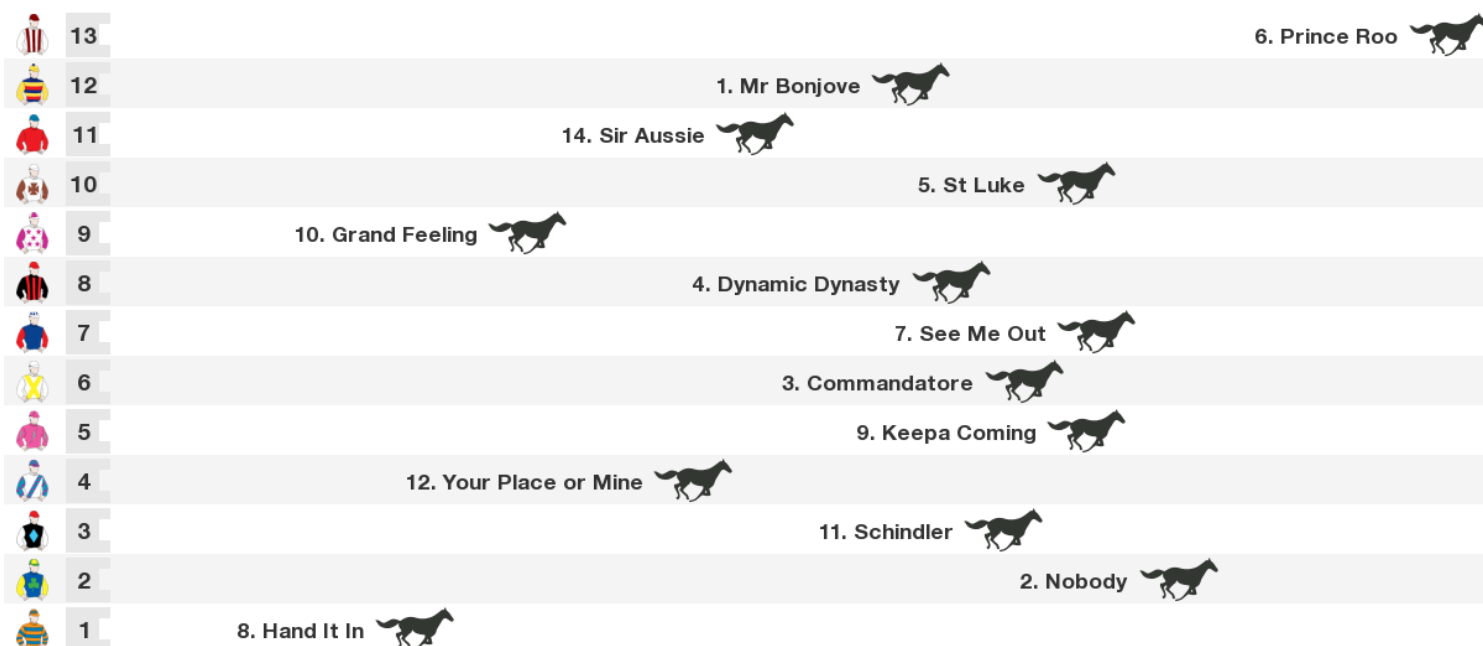 13 6. Prince Roo
12 1. Mr Bonjove
11 14. Sir Aussie
10 5. St Luke
9 10. Grand Feeling
8 4. Dynamic Dynasty
7 7. See Me Out
6 3. Commandatore
5 9. Keepa Coming
4 12. Your Place or Mine
3 11. Schindler
2 2. Nobody
1 8. Hand It In